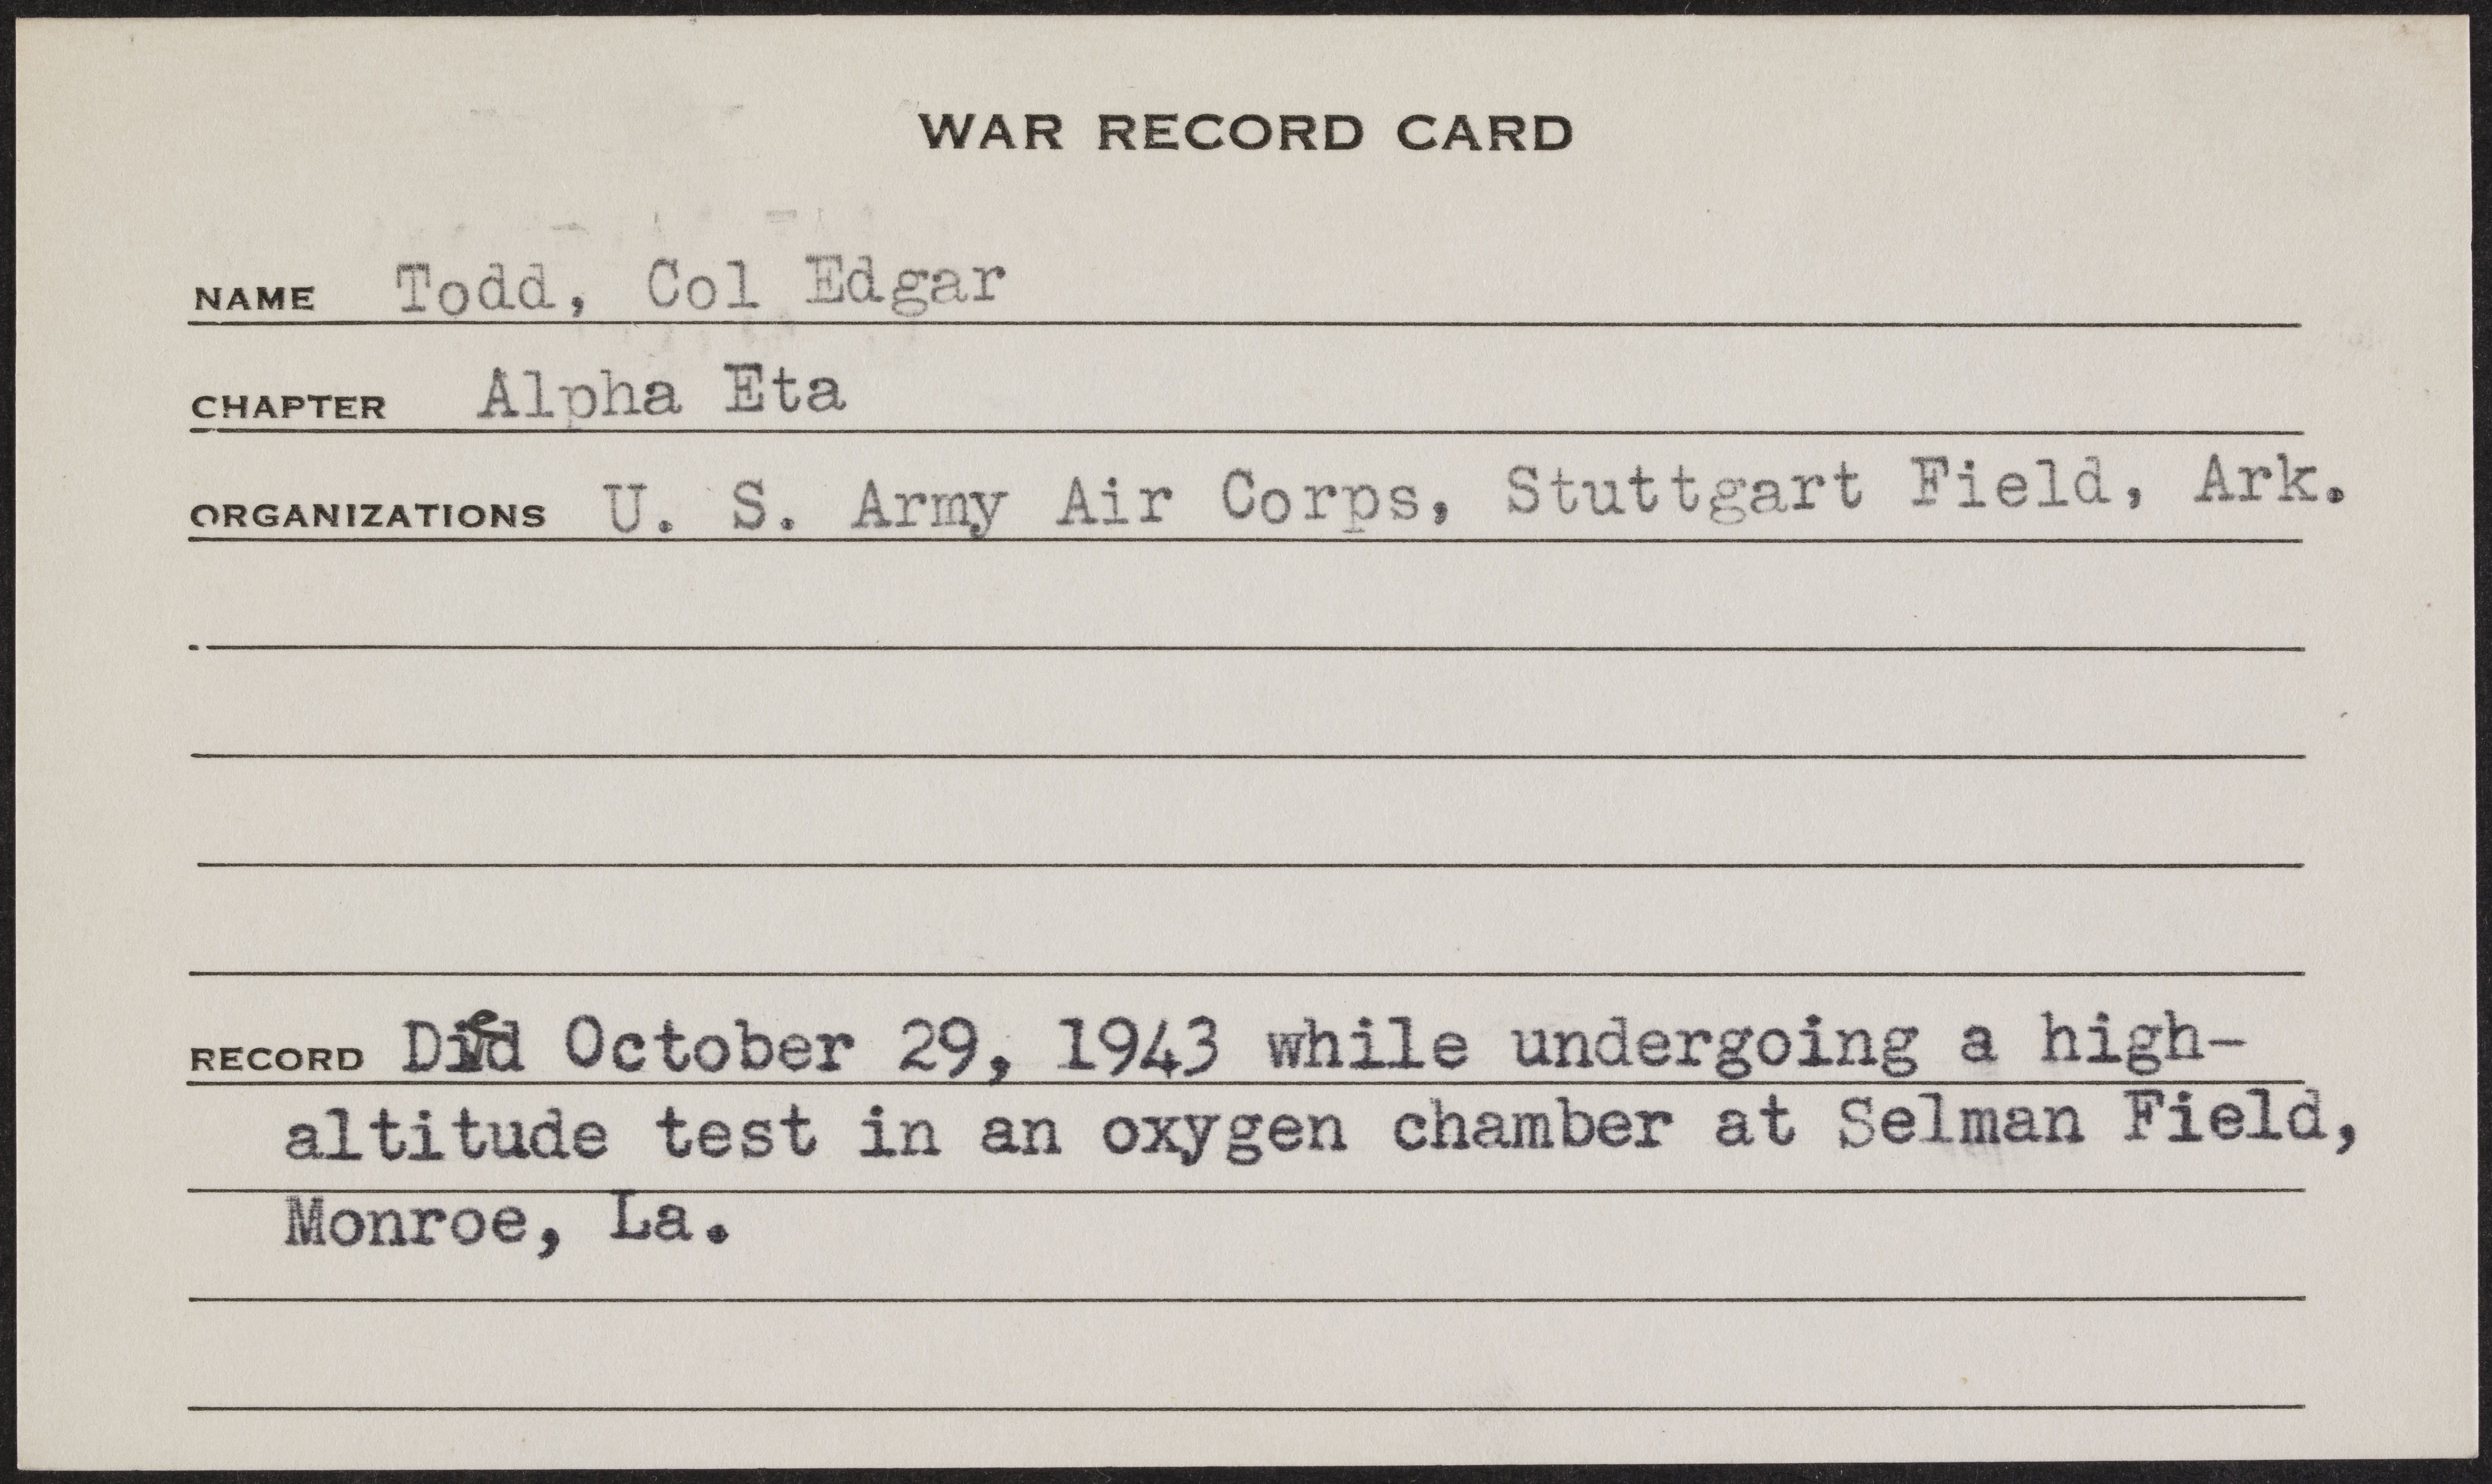 WAR RECORD CARD
NAME Todd, Col Edgar
CHAPTER Alpha Eta
ORGANIZATIONS U. S. Army Air Corps, Stuttgart Field, Ark.
RECORD Died October 29, 1943 while undergoing a high-
altitude test in an oxygen chamber at Selman Field,
Monroe, La.